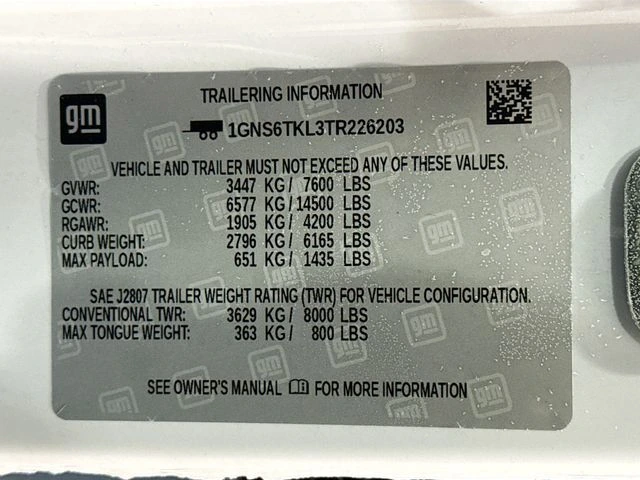 gm
TRAILERING INFORMATION
1GNS6TKL3TR226203
VEHICLE AND TRAILER MUST NOT EXCEED ANY OF THESE VALUES.
GVWR: 3447 KG/ 7600 LBS
GCWR: 6577 KG/14500 LBS
RGAWR: 1905 KG/ 4200 LBS
CURB WEIGHT: 2796 KG/ 6165 LBS
MAX PAYLOAD: 651 KG/ 1435 LBS
SAE J2807 TRAILER WEIGHT RATING (TWR) FOR VEHICLE CONFIGURATION.
CONVENTIONAL TWR: 3629 KG/ 8000 LBS
MAX TONGUE WEIGHT: 363 KG/ 800 LBS
SEE OWNER'S MANUAL FOR MORE INFORMATION